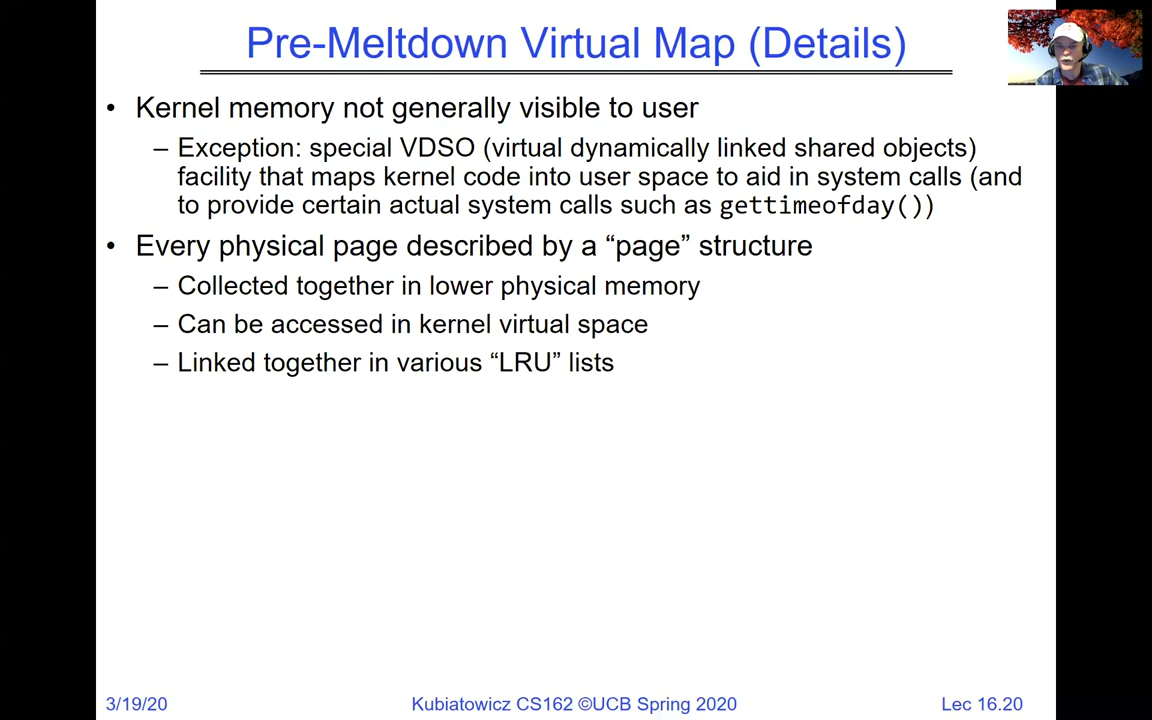 Pre-Meltdown Virtual Map (Details)
• Kernel memory not generally visible to user
– Exception: special VDSO (virtual dynamically linked shared objects)
facility that maps kernel code into user space to aid in system calls (and
to provide certain actual system calls such as gettimeofday())
• Every physical page described by a “page” structure
– Collected together in lower physical memory
– Can be accessed in kernel virtual space
– Linked together in various “LRU” lists
3/19/20
Kubiatowicz CS162 ©UCB Spring 2020
Lec 16.20